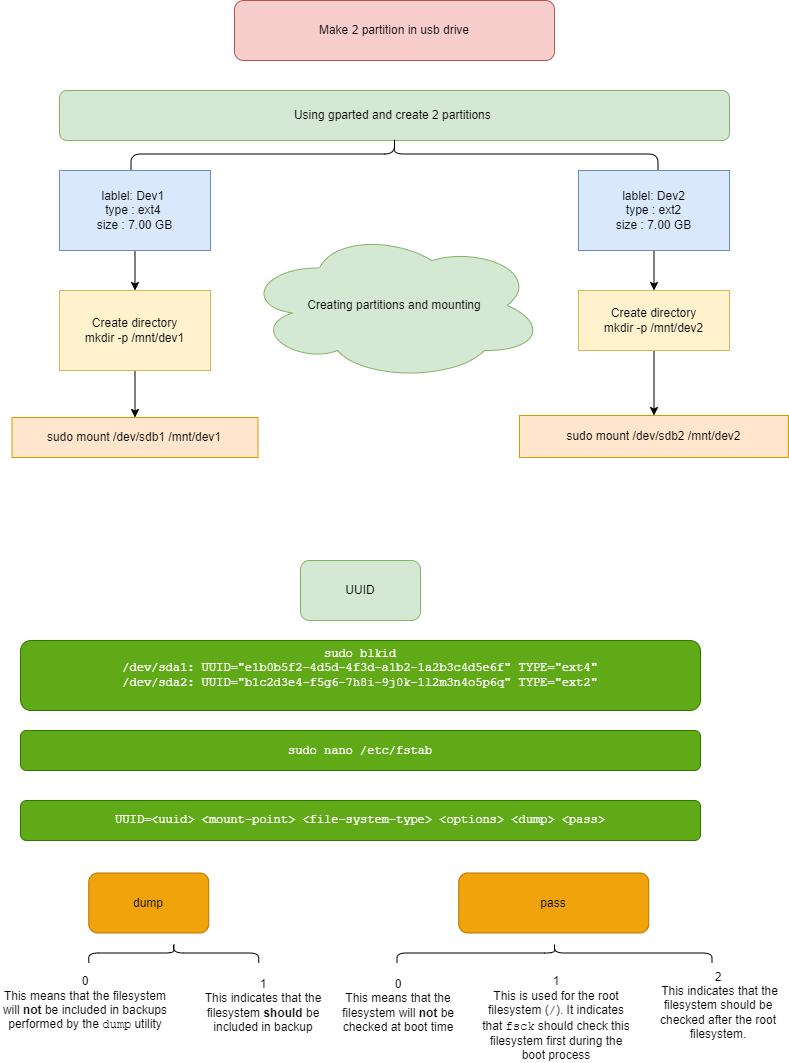 Make 2 partition in usb drive
Using gparted and create 2 partitions
lablel: Dev1
type : ext4
size : 7.00 GB
lablel: Dev2
type : ext2
size : 7.00 GB
Creating partitions and mounting
Create directory
mkdir -p /mnt/dev1
Create directory
mkdir -p /mnt/dev2
sudo mount /dev/sdb1 /mnt/dev1
sudo mount /dev/sdb2 /mnt/dev2
UUID
sudo blkid
/dev/sda1: UUID="e1b0b5f2-4d5d-4f3d-a1b2-1a2b3c4d5e6f" TYPE="ext4"
/dev/sda2: UUID="b1c2d3e4-f5g6-7h8i-9j0k-1l2m3n4o5p6q" TYPE="ext2"
sudo nano /etc/fstab
UUID=<uuid> <mount-point> <file-system-type> <options> <dump> <pass>
dump
pass
0
This means that the filesystem
will not be included in backups
performed by the dump utility
1
This indicates that the
filesystem should be
included in backup
0
This means that the
filesystem will not be
checked at boot time
1
This is used for the root
filesystem (/). It indicates
that fsck should check this
filesystem first during the
boot process
2
This indicates that the
filesystem should be
checked after the root
filesystem.